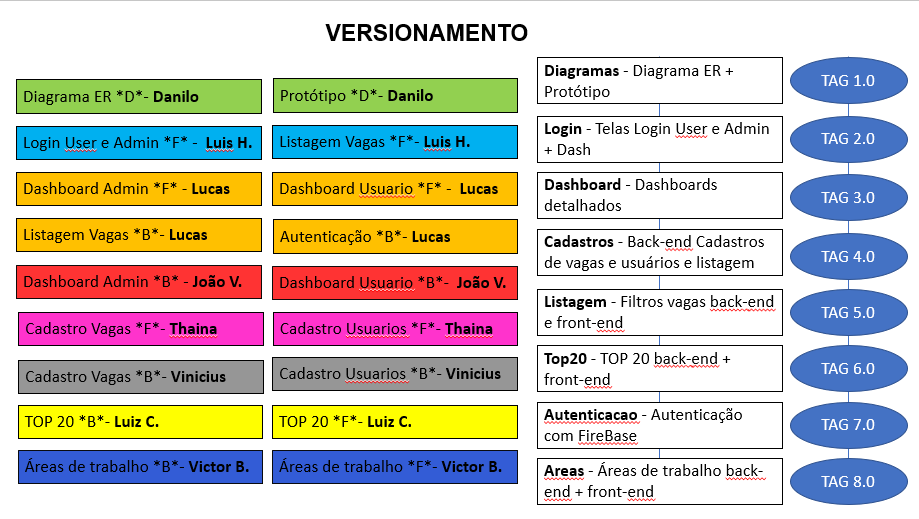 VERSIONAMENTO
Diagrama ER *D*- Danilo
Protótipo *D*- Danilo
Login User e Admin *F* - Luis H.
Listagem Vagas *F*- Luis H.
Dashboard Admin *F* - Lucas
Dashboard Usuario *F* - Lucas
Listagem Vagas *B*- Lucas
Autenticação *B*- Lucas
Dashboard Admin *B* - João V.
Dashboard Usuario *B*- João V.
Cadastro Vagas *F*- Thaina
Cadastro Usuarios *F*- Thaina
Cadastro Vagas *B*- Vinicius
Cadastro Usuarios *B*- Vinicius
TOP 20 *B*- Luiz C.
TOP 20 *F*- Luiz C.
Áreas de trabalho *B*- Victor B.
Áreas de trabalho *F*- Victor B.
Diagramas - Diagrama ER +
Protótipo
TAG 1.0
Login - Telas Login User e Admin
+ Dash
TAG 2.0
Dashboard - Dashboards
detalhados
TAG 3.0
Cadastros - Back-end Cadastros
de vagas e usuários e listagem
TAG 4.0
Listagem - Filtros vagas back-end
e front-end
TAG 5.0
Top20 - TOP 20 back-end +
front-end
TAG 6.0
Autenticacao - Autenticação
com FireBase
TAG 7.0
Areas - Áreas de trabalho back-
end + front-end
TAG 8.0